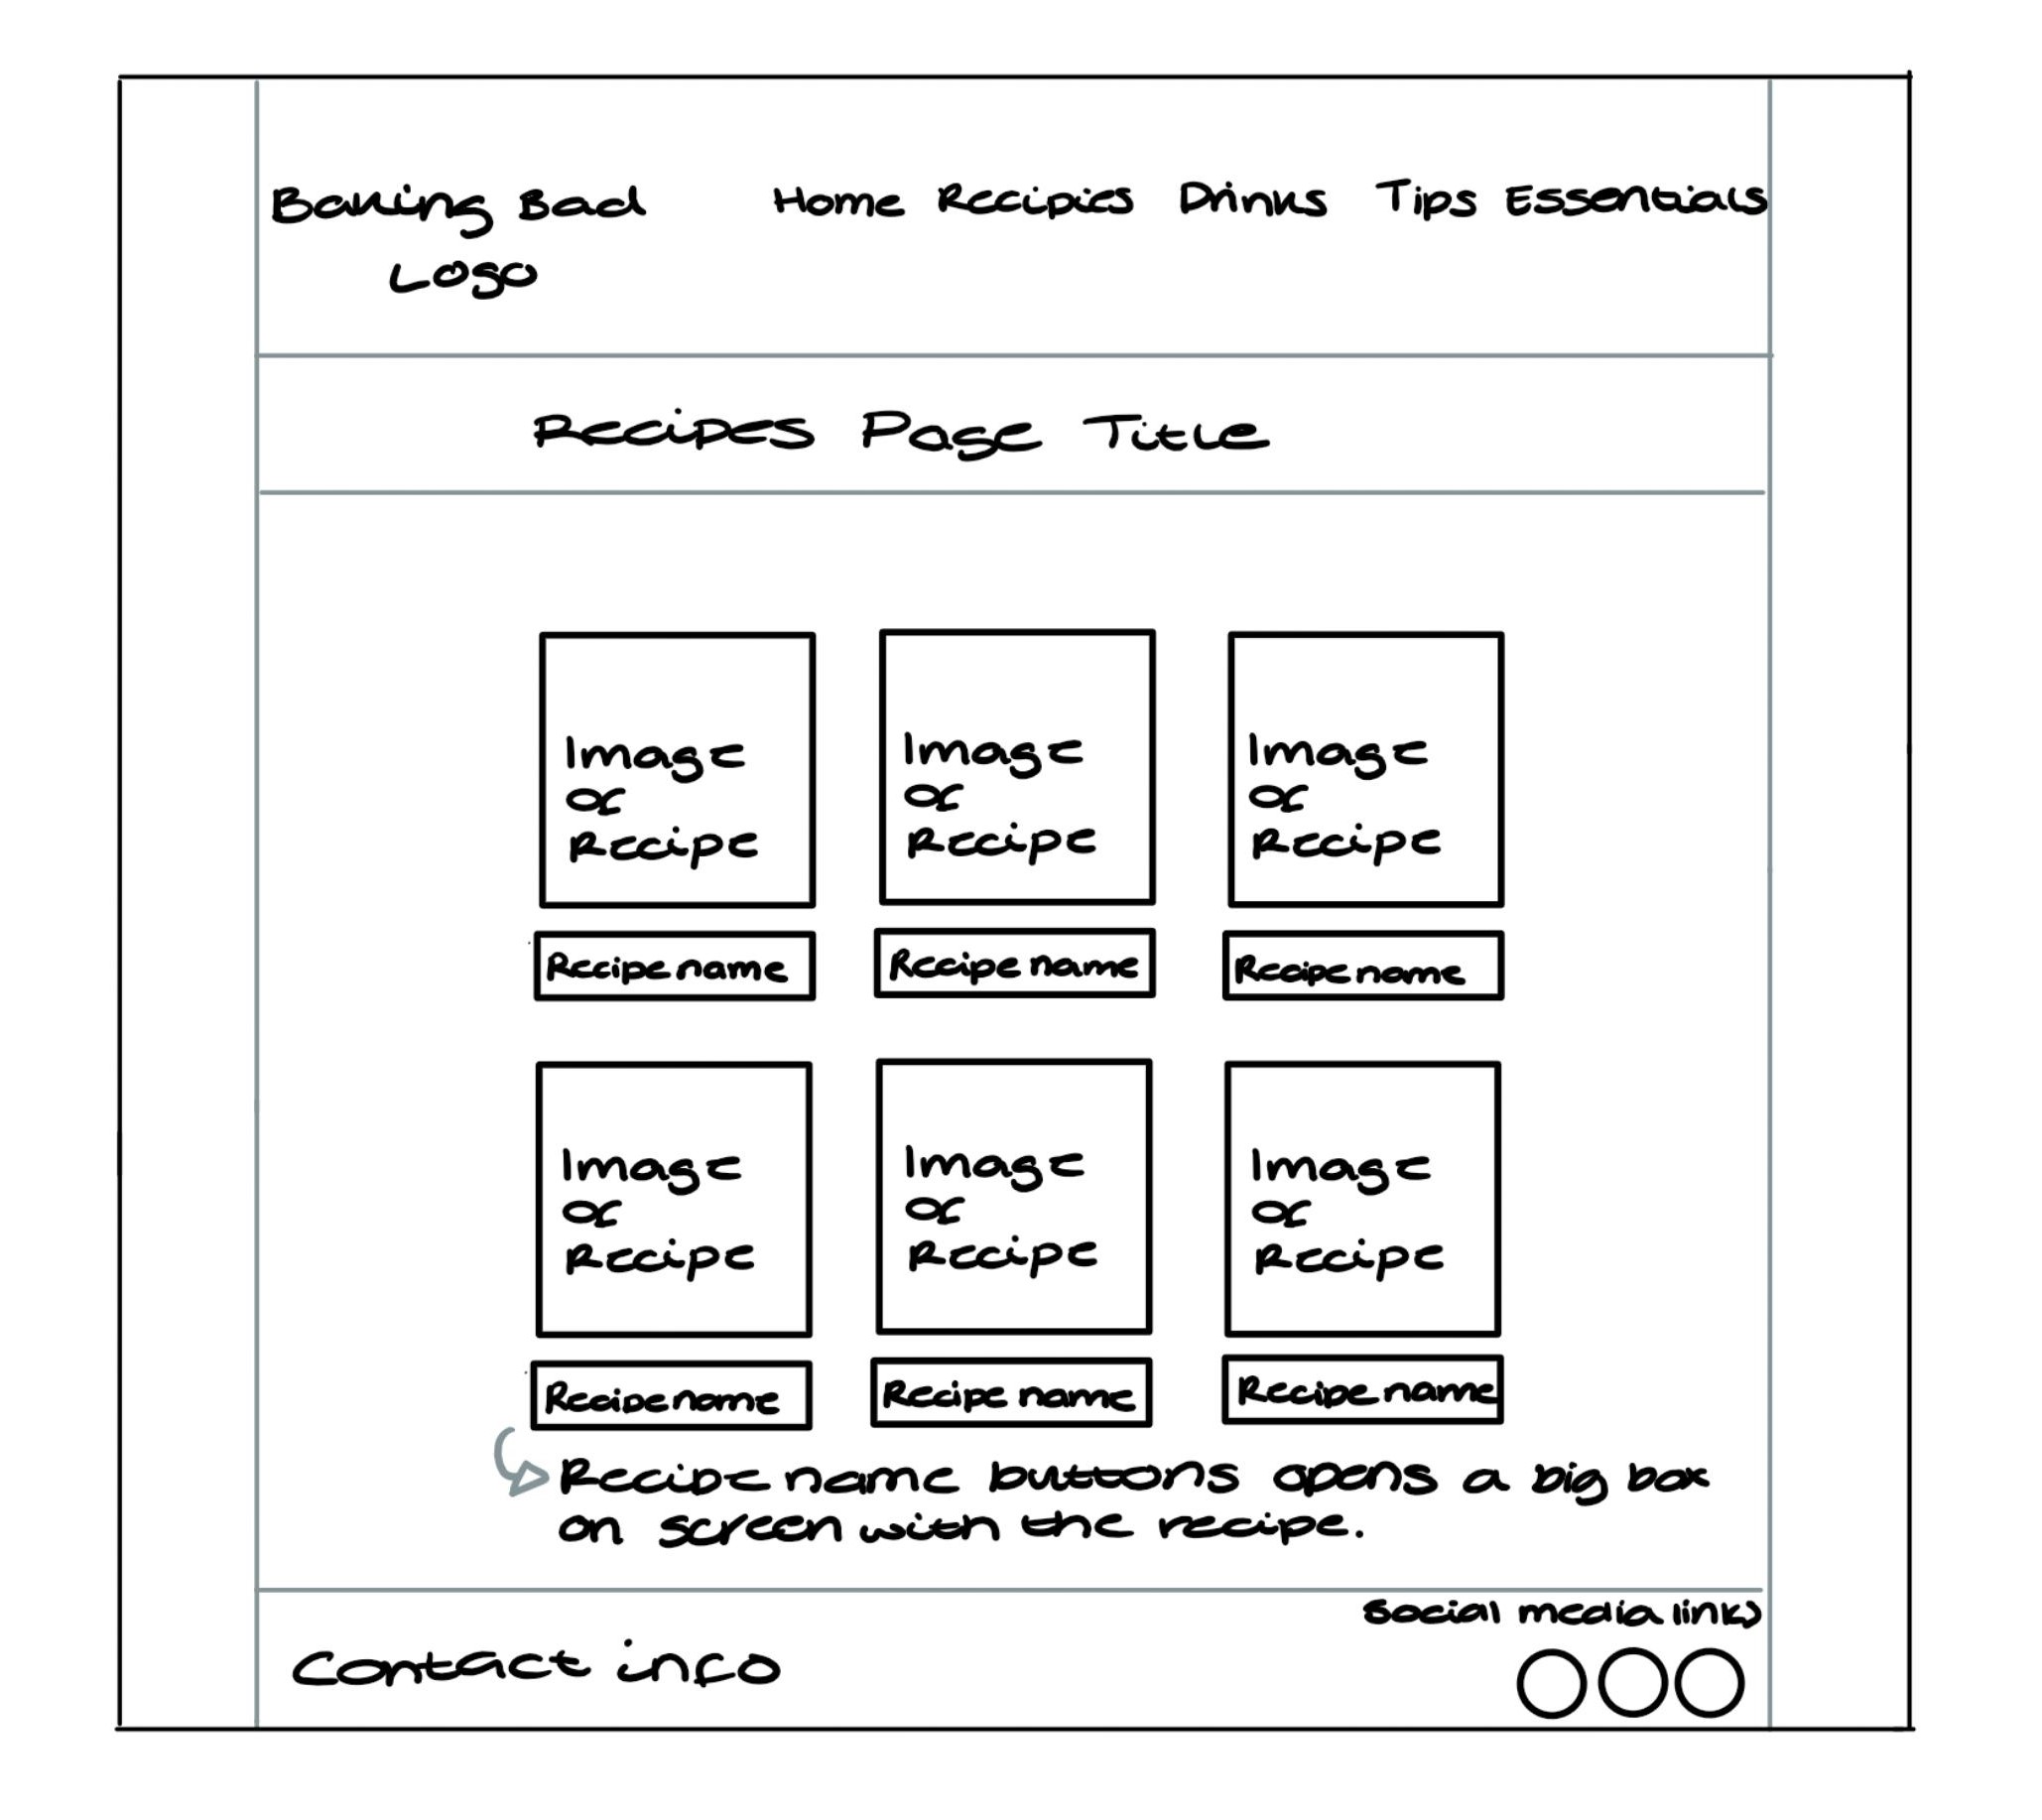 Baking Bad Home Recipies Drinks Tips Essentials
Logo
Recipes Page Title
Image Image Image
of of of
Recipe Recipe Recipe
Recipe name Recipe name Recipe name
Image Image Image
of of of
Recipe Recipe Recipe
Recipe name Recipe name Recipe name
Recipe name buttons opens a big box
on screen with the recipe.
Social media links
Contact info